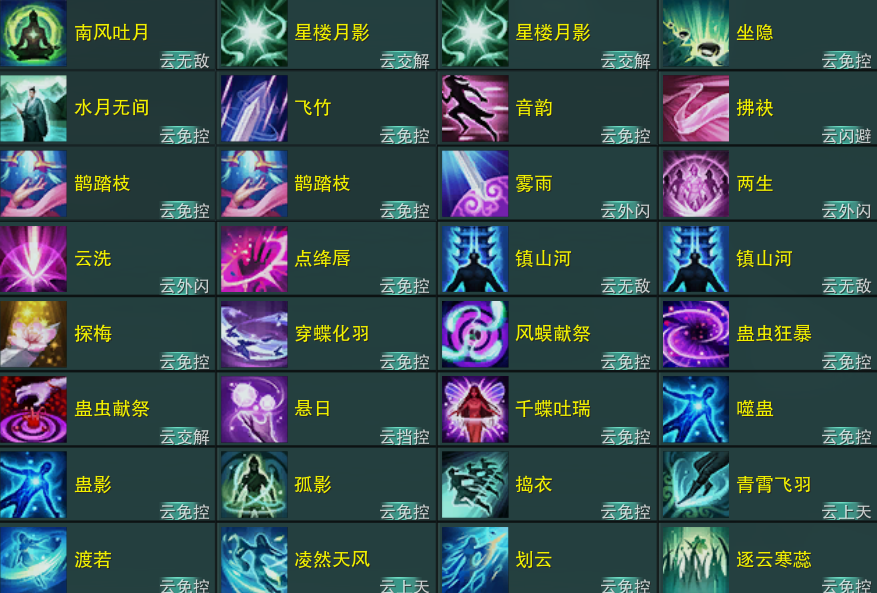 南风吐月
云无敌
星楼月影
云交解
星楼月影
云交解
坐隐
云免控
水月无间
云免控
飞竹
云免控
音韵
云免控
拂袂
云闪避
鹊踏枝
云免控
鹊踏枝
云免控
雾雨
云外闪
两生
云外闪
云洗
云外闪
点绛唇
云免控
镇山河
云无敌
镇山河
云无敌
探梅
云免控
穿蝶化羽
云免控
风蜈献祭
云免控
蛊虫狂暴
云免控
蛊虫献祭
云交解
悬日
云挡控
千蝶吐瑞
云免控
噬蛊
云免控
蛊影
云免控
孤影
云免控
捣衣
云免控
青霄飞羽
云上天
渡若
云免控
凌然天风
云上天
划云
云免控
逐云寒蕊
云免控